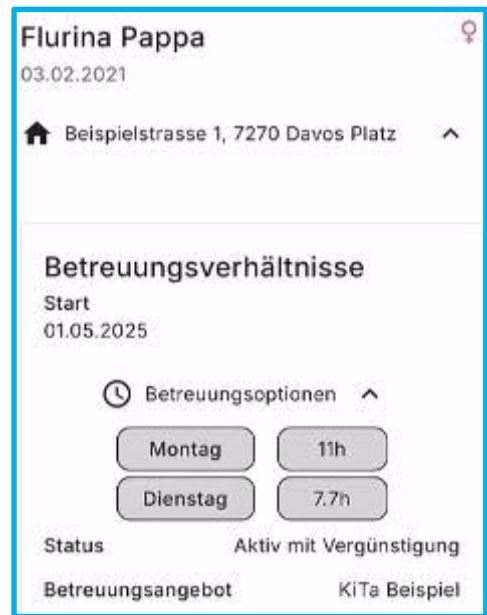 Flurina Pappa
03.02.2021
Beispielstrasse 1, 7270 Davos Platz
Betreuungsverhältnisse
Start
01.05.2025
Betreuungsoptionen
Montag 11h
Dienstag 7.7h
Status Aktiv mit Vergünstigung
Betreuungsangebot KiTa Beispiel